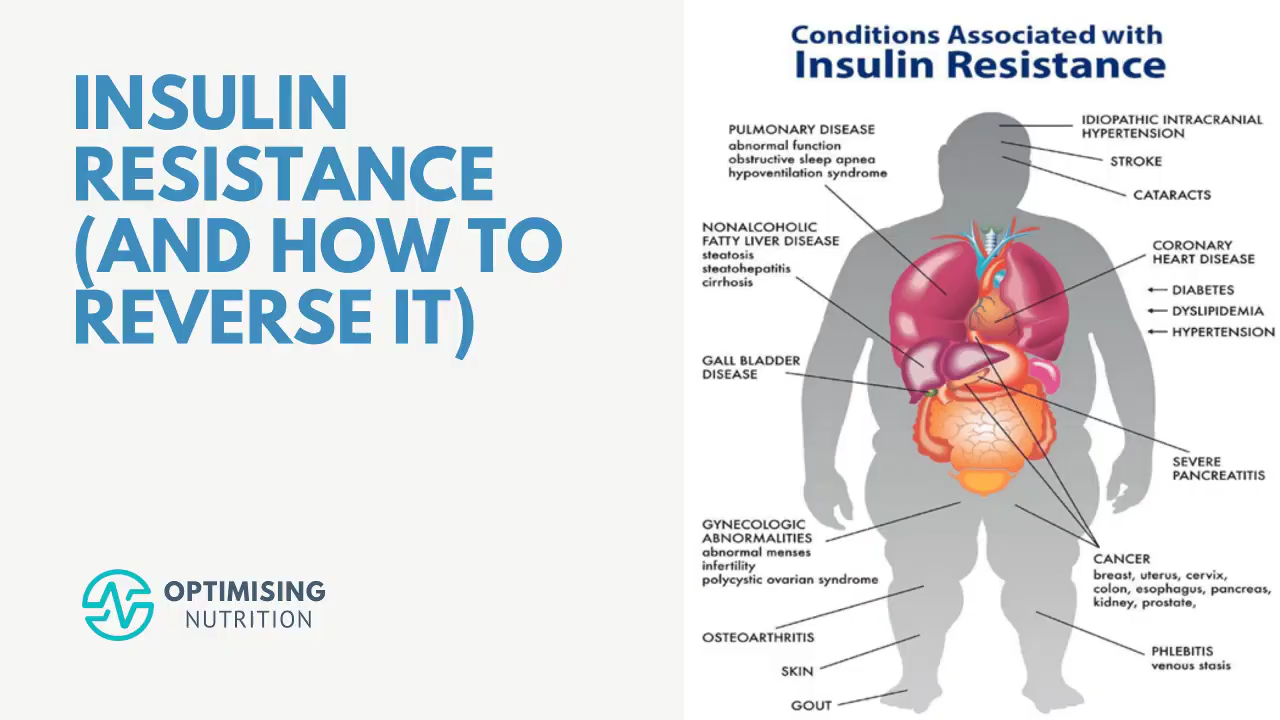 INSULIN
RESISTANCE
(AND HOW TO
REVERSE IT)
OPTIMISING
NUTRITION
Conditions Associated with
Insulin Resistance
PULMONARY DISEASE
abnormal function
obstructive sleep apnea
hypoventilation syndrome
NONALCOHOLIC
FATTY LIVER DISEASE
steatosis
steatohepatitis
cirrhosis
GALL BLADDER
DISEASE
GYNECOLOGIC
ABNORMALITIES
abnormal menses
infertility
polycystic ovarian syndrome
OSTEOARTHRITIS
SKIN
GOUT
IDIOPATHIC INTRACRANIAL
HYPERTENSION
STROKE
CATARACTS
CORONARY
HEART DISEASE
DIABETES
DYSLIPIDEMIA
HYPERTENSION
SEVERE
PANCREATITIS
CANCER
breast, uterus, cervix,
colon, esophagus, pancreas,
kidney, prostate,
PHLEBITIS
venous stasis